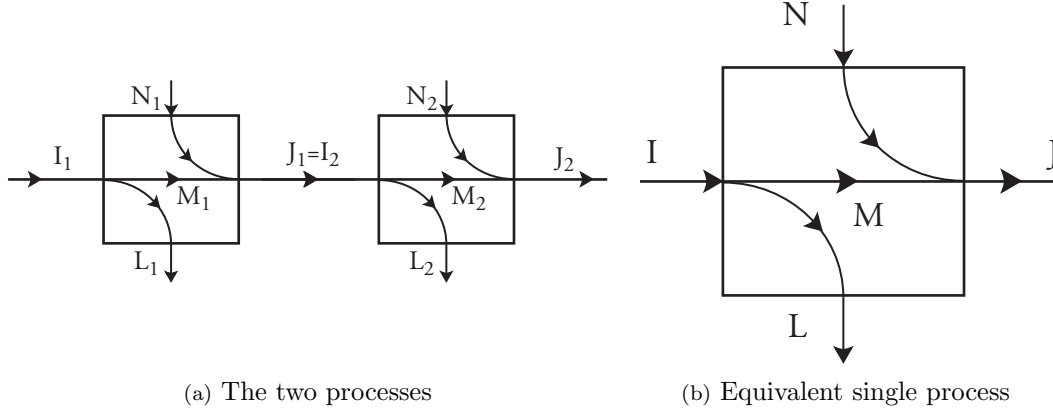 N
N₁
N₂
I₁
J₁=I₂
J₂
I
J
M₁
M₂
M
L₁
L₂
L
(a) The two processes
(b) Equivalent single process